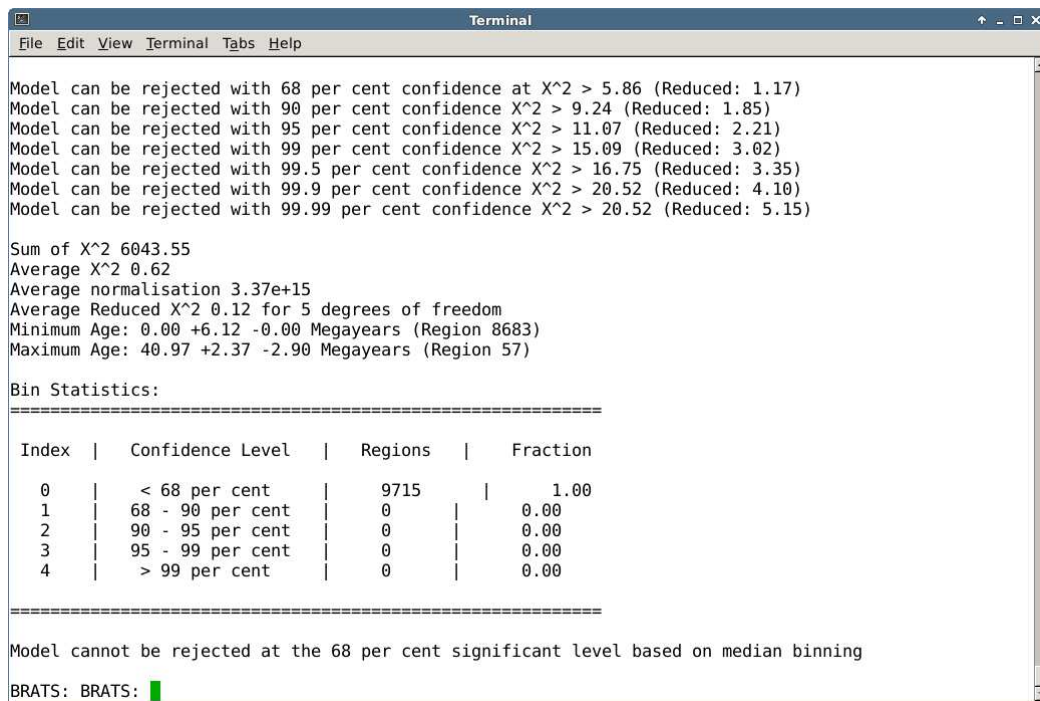 Terminal
File Edit View Terminal Tabs Help
Model can be rejected with 68 per cent confidence at X^2 > 5.86 (Reduced: 1.17)
Model can be rejected with 90 per cent confidence X^2 > 9.24 (Reduced: 1.85)
Model can be rejected with 95 per cent confidence X^2 > 11.07 (Reduced: 2.21)
Model can be rejected with 99 per cent confidence X^2 > 15.09 (Reduced: 3.02)
Model can be rejected with 99.5 per cent confidence X^2 > 16.75 (Reduced: 3.35)
Model can be rejected with 99.9 per cent confidence X^2 > 20.52 (Reduced: 4.10)
Model can be rejected with 99.99 per cent confidence X^2 > 20.52 (Reduced: 5.15)
Sum of X^2 6043.55
Average X^2 0.62
Average normalisation 3.37e+15
Average Reduced X^2 0.12 for 5 degrees of freedom
Minimum Age: 0.00 +6.12 -0.00 Megayears (Region 8683)
Maximum Age: 40.97 +2.37 -2.90 Megayears (Region 57)
Bin Statistics:
===========================================================
Index | Confidence Level | Regions | Fraction
0 | < 68 per cent | 9715 | 1.00
1 | 68 - 90 per cent | 0 | 0.00
2 | 90 - 95 per cent | 0 | 0.00
3 | 95 - 99 per cent | 0 | 0.00
4 | > 99 per cent | 0 | 0.00
===========================================================
Model cannot be rejected at the 68 per cent significant level based on median binning
BRATS: BRATS: